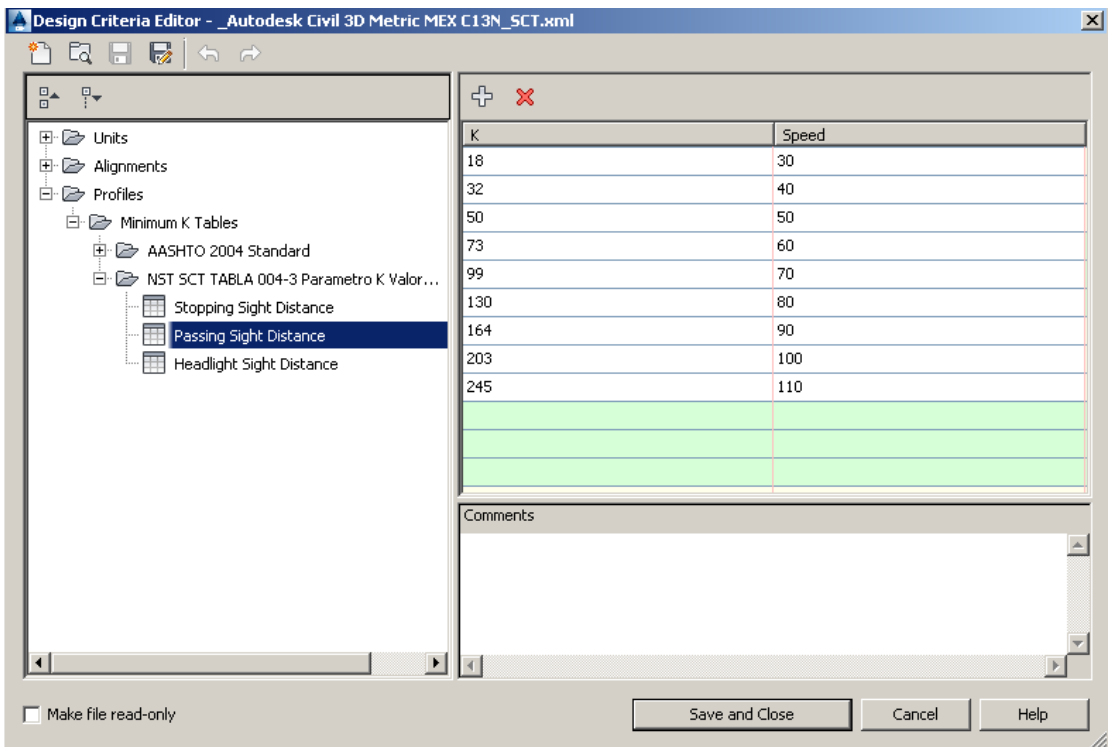 Design Criteria Editor - _Autodesk Civil 3D Metric MEX C13N_SCT.xml
Units
Alignments
Profiles
Minimum K Tables
AASHTO 2004 Standard
NST SCT TABLA 004-3 Parametro K Valor...
Stopping Sight Distance
Passing Sight Distance
Headlight Sight Distance
K Speed
18 30
32 40
50 50
73 60
99 70
130 80
164 90
203 100
245 110
Comments
Make file read-only
Save and Close Cancel Help